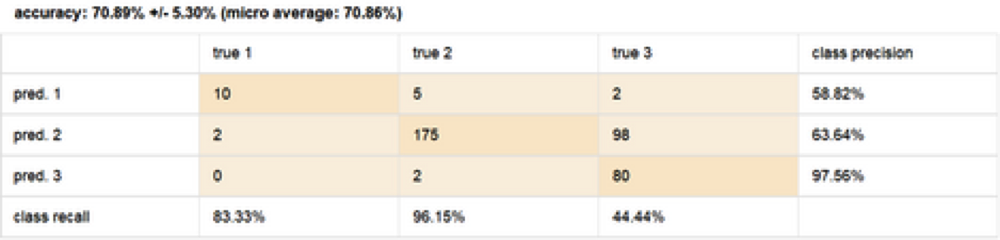 accuracy: 70.89% +/- 5.30% (micro average: 70.86%)
true 1 true 2 true 3 class precision
pred. 1 10 5 2 58.82%
pred. 2 2 175 98 63.64%
pred. 3 0 2 80 97.56%
class recall 83.33% 96.15% 44.44%